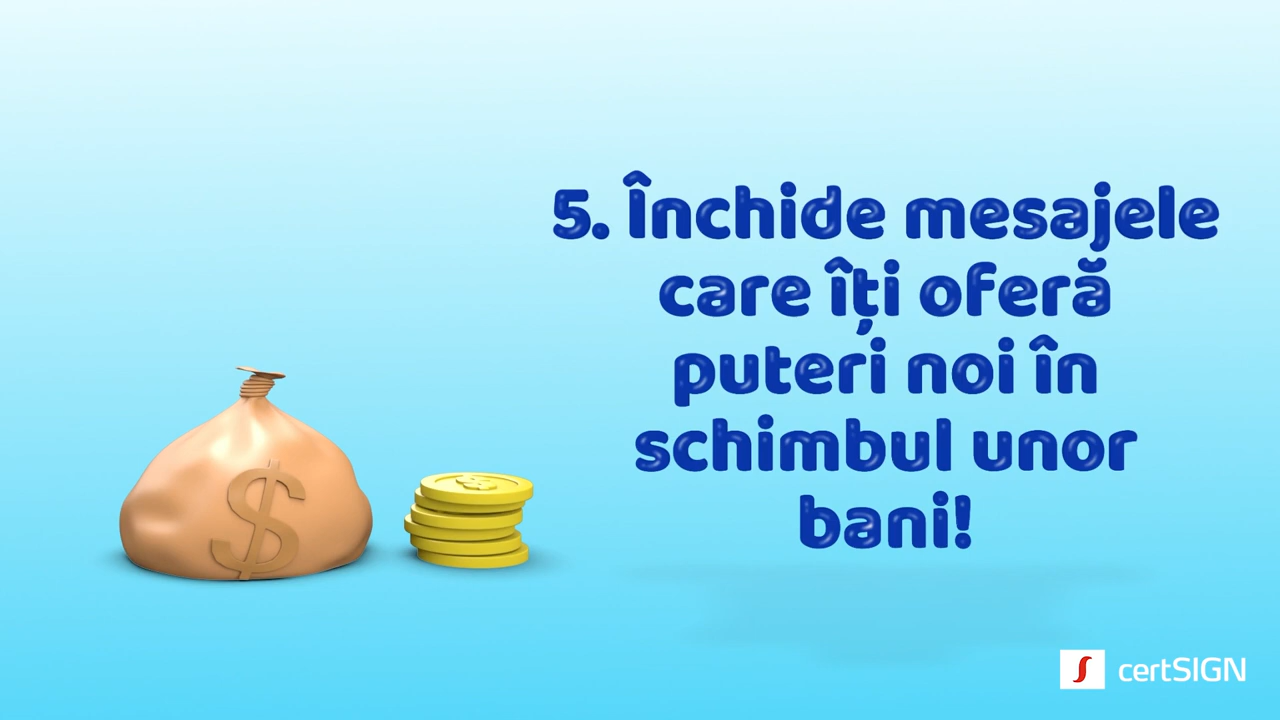 5. Închide mesajele
care îți oferă
puteri noi în
schimbul unor
bani!
$
certSIGN